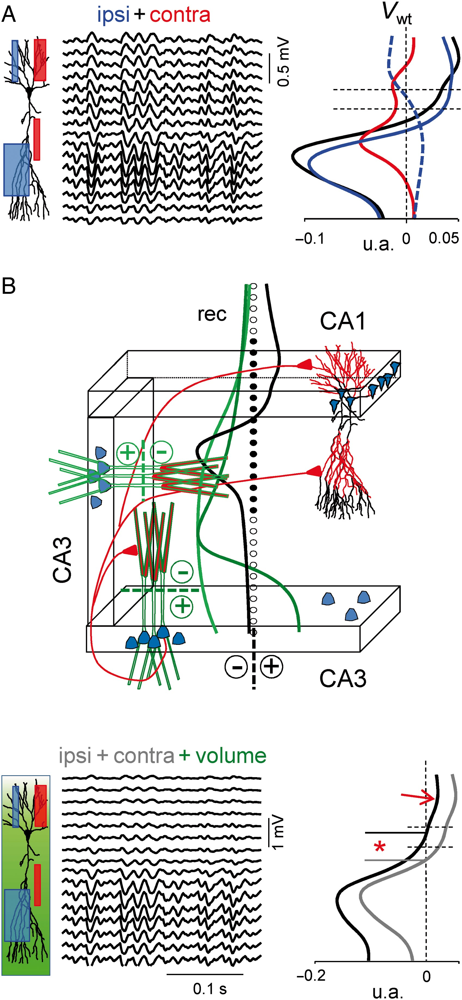 A
ipsi + contra
Vwt
0.5 mV
−0.1
u.a.
0
0.05
B
rec
CA1
+
-
CA3
-
+
-
+
CA3
ipsi + contra + volume
1 mV
*
0.1 s
−0.2
0
u.a.